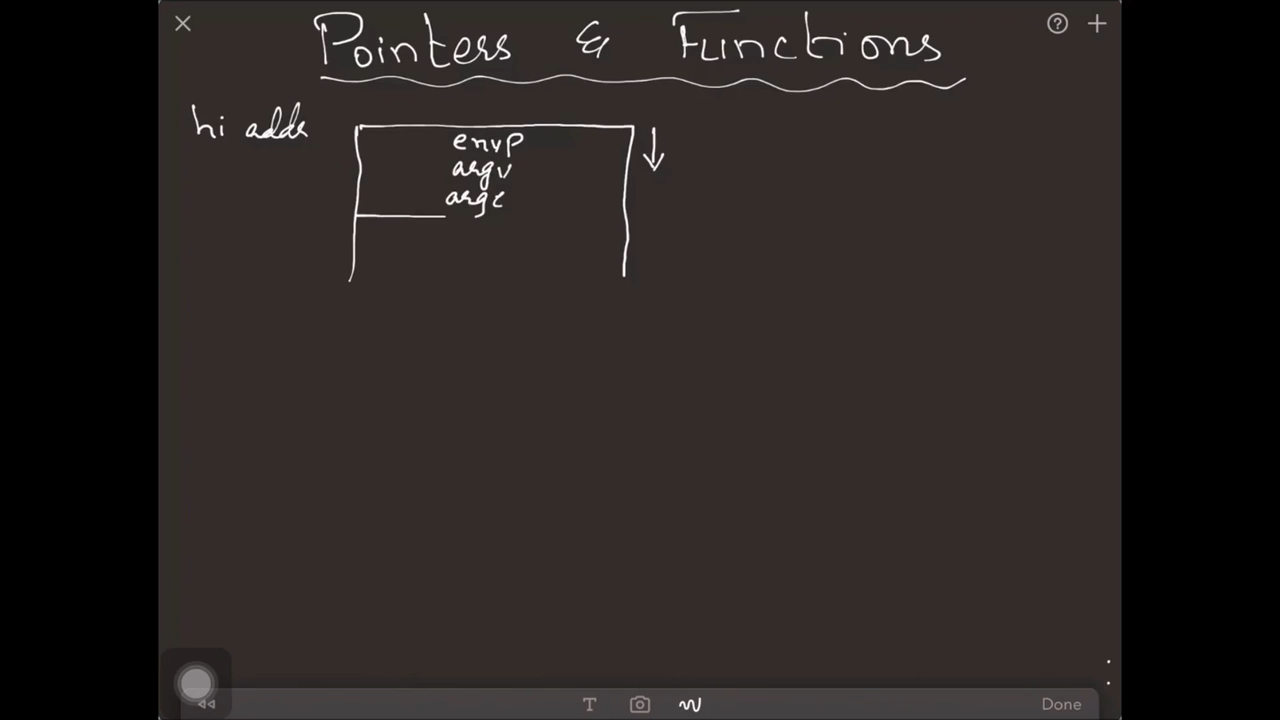 Pointers & Functions
hi addr
envp
argv
argc
T
Done